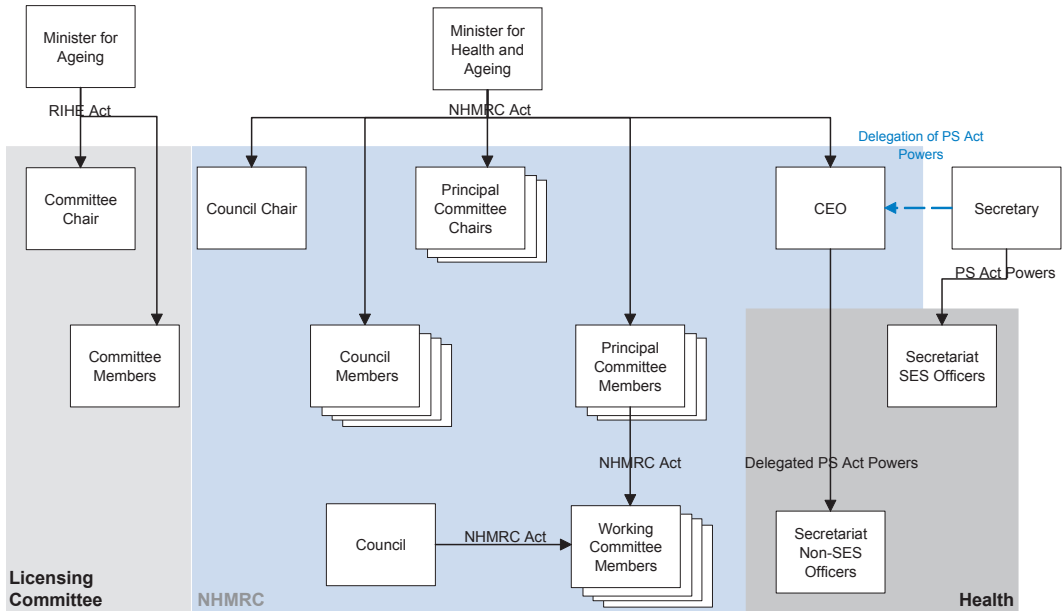 Minister for
Ageing
Minister for
Health and
Ageing
RIHE Act
NHMRC Act
Delegation of PS Act
Powers
Committee
Chair
Council Chair
Principal
Committee
Chairs
CEO
Secretary
PS Act Powers
Committee
Members
Council
Members
Principal
Committee
Members
Secretariat
SES Officers
NHMRC Act
Delegated PS Act Powers
Council
NHMRC Act
Working
Committee
Members
Secretariat
Non-SES
Officers
Licensing
Committee
NHMRC
Health